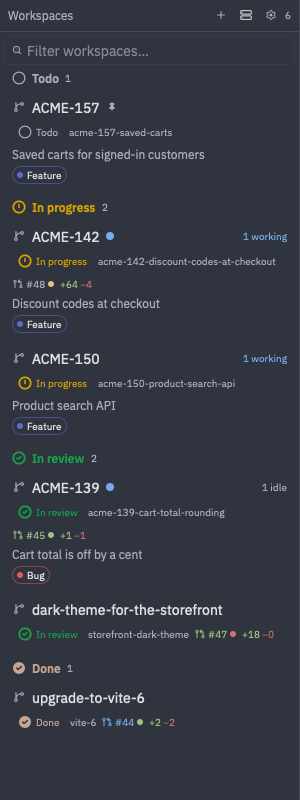 Workspaces 6
Filter workspaces...
Todo 1
ACME-157
Todo acme-157-saved-carts
Saved carts for signed-in customers
Feature
In progress 2
ACME-142 1 working
In progress acme-142-discount-codes-at-checkout
#48 +64 −4
Discount codes at checkout
Feature
ACME-150 1 working
In progress acme-150-product-search-api
Product search API
Feature
In review 2
ACME-139 1 idle
In review acme-139-cart-total-rounding
#45 +1 −1
Cart total is off by a cent
Bug
dark-theme-for-the-storefront
In review storefront-dark-theme #47 +18 −0
Done 1
upgrade-to-vite-6
Done vite-6 #44 +2 −2